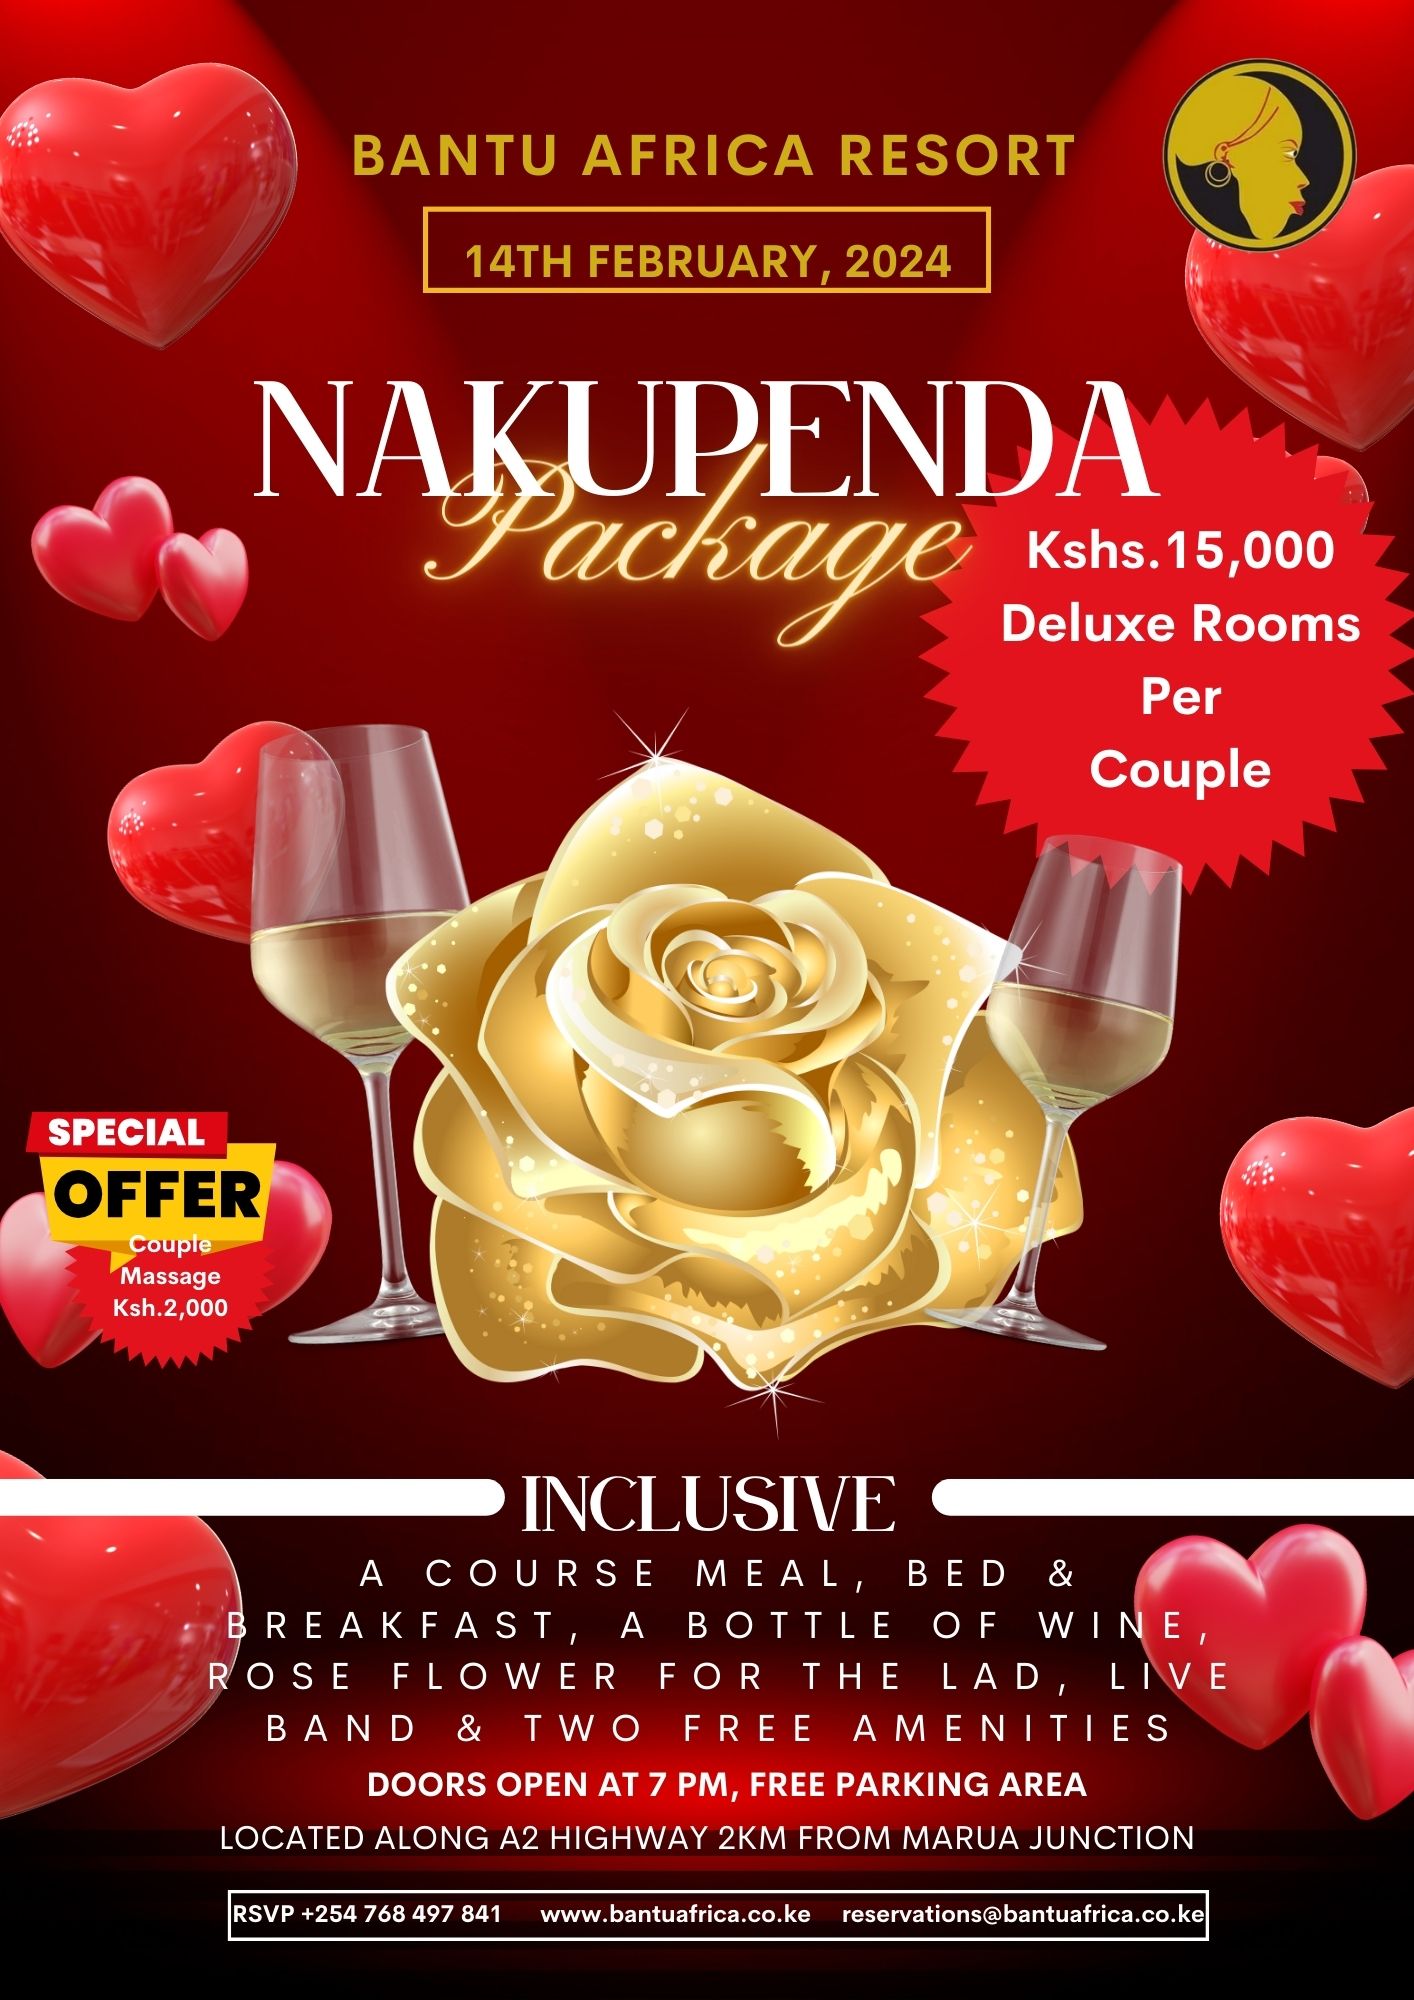 BANTU AFRICA RESORT
14TH FEBRUARY, 2024
NAKUPENDA
Package
Kshs.15,000
Deluxe Rooms
Per
Couple
SPECIAL
OFFER
Couple
Massage
Ksh.2,000
INCLUSIVE
A COURSE MEAL, BED &
BREAKFAST, A BOTTLE OF WINE,
ROSE FLOWER FOR THE LAD, LIVE
BAND & TWO FREE AMENITIES
DOORS OPEN AT 7 PM, FREE PARKING AREA
LOCATED ALONG A2 HIGHWAY 2KM FROM MARUA JUNCTION
RSVP +254 768 497 841 www.bantuafrica.co.ke reservations@bantuafrica.co.ke